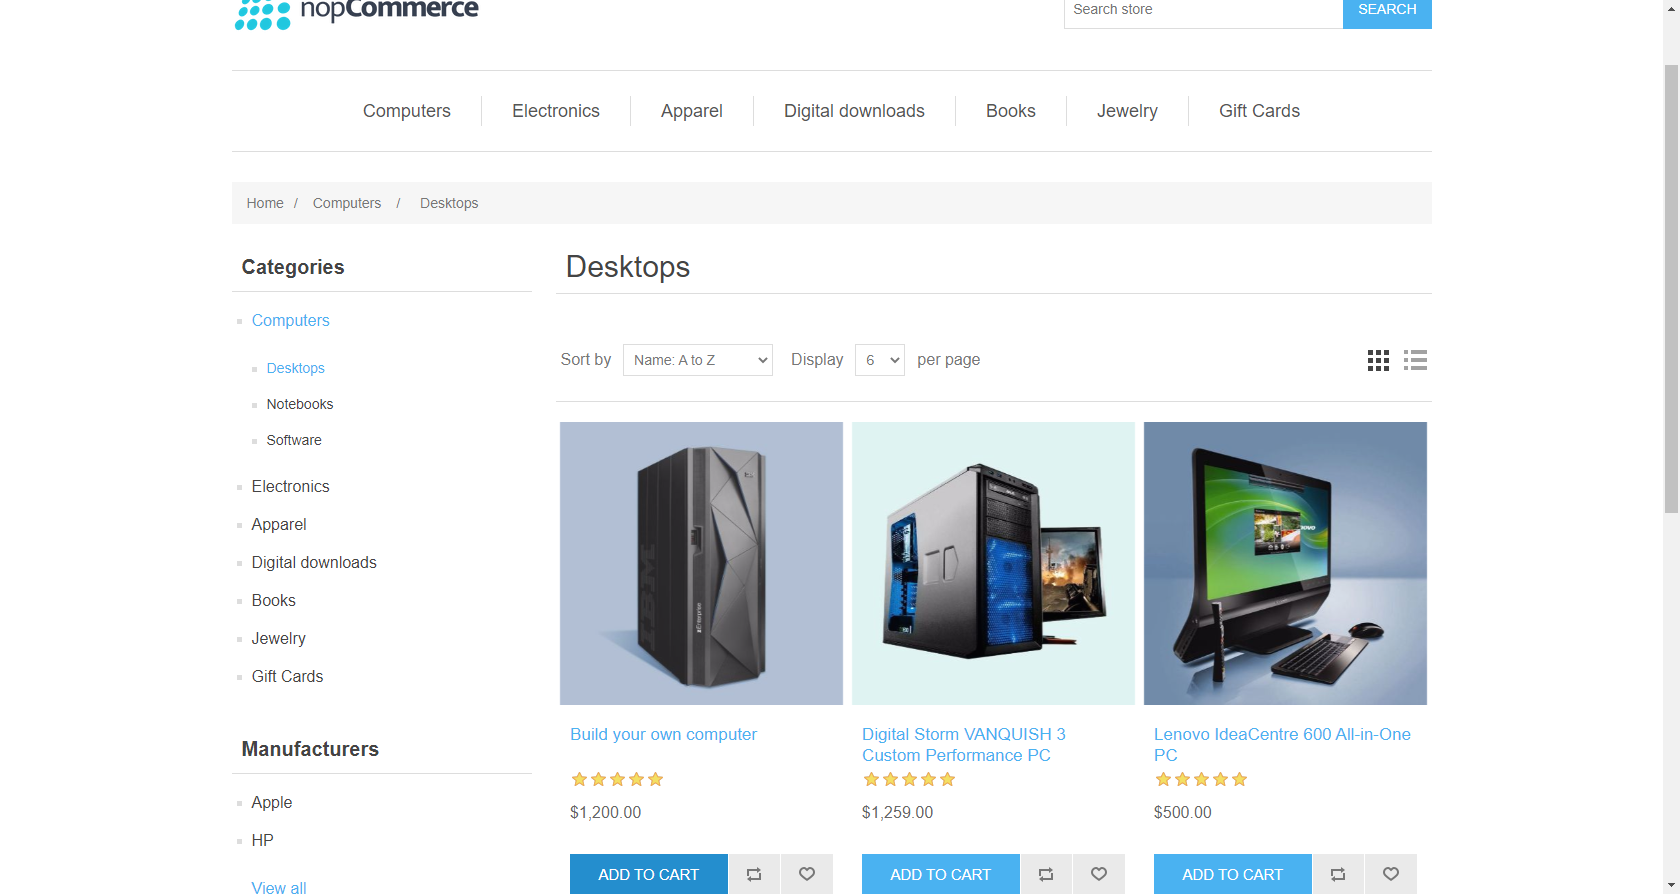 nopCommerce
Search store
SEARCH
Computers
Electronics
Apparel
Digital downloads
Books
Jewelry
Gift Cards
Home / Computers / Desktops
Categories
Computers
Desktops
Notebooks
Software
Electronics
Apparel
Digital downloads
Books
Jewelry
Gift Cards
Manufacturers
Apple
HP
View all
Desktops
Sort by Name: A to Z Display 6 per page
IBM
Build your own computer
$1,200.00
ADD TO CART
Digital Storm VANQUISH 3
Custom Performance PC
$1,259.00
ADD TO CART
Lenovo IdeaCentre 600 All-in-One
PC
$500.00
ADD TO CART